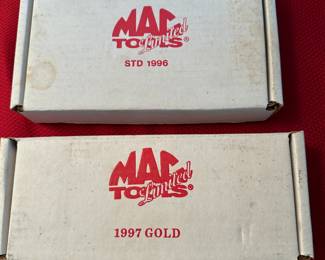 MAC
TOOLS®
Limited
STD 1996
MAC
TOOLS®
Limited
1997 GOLD